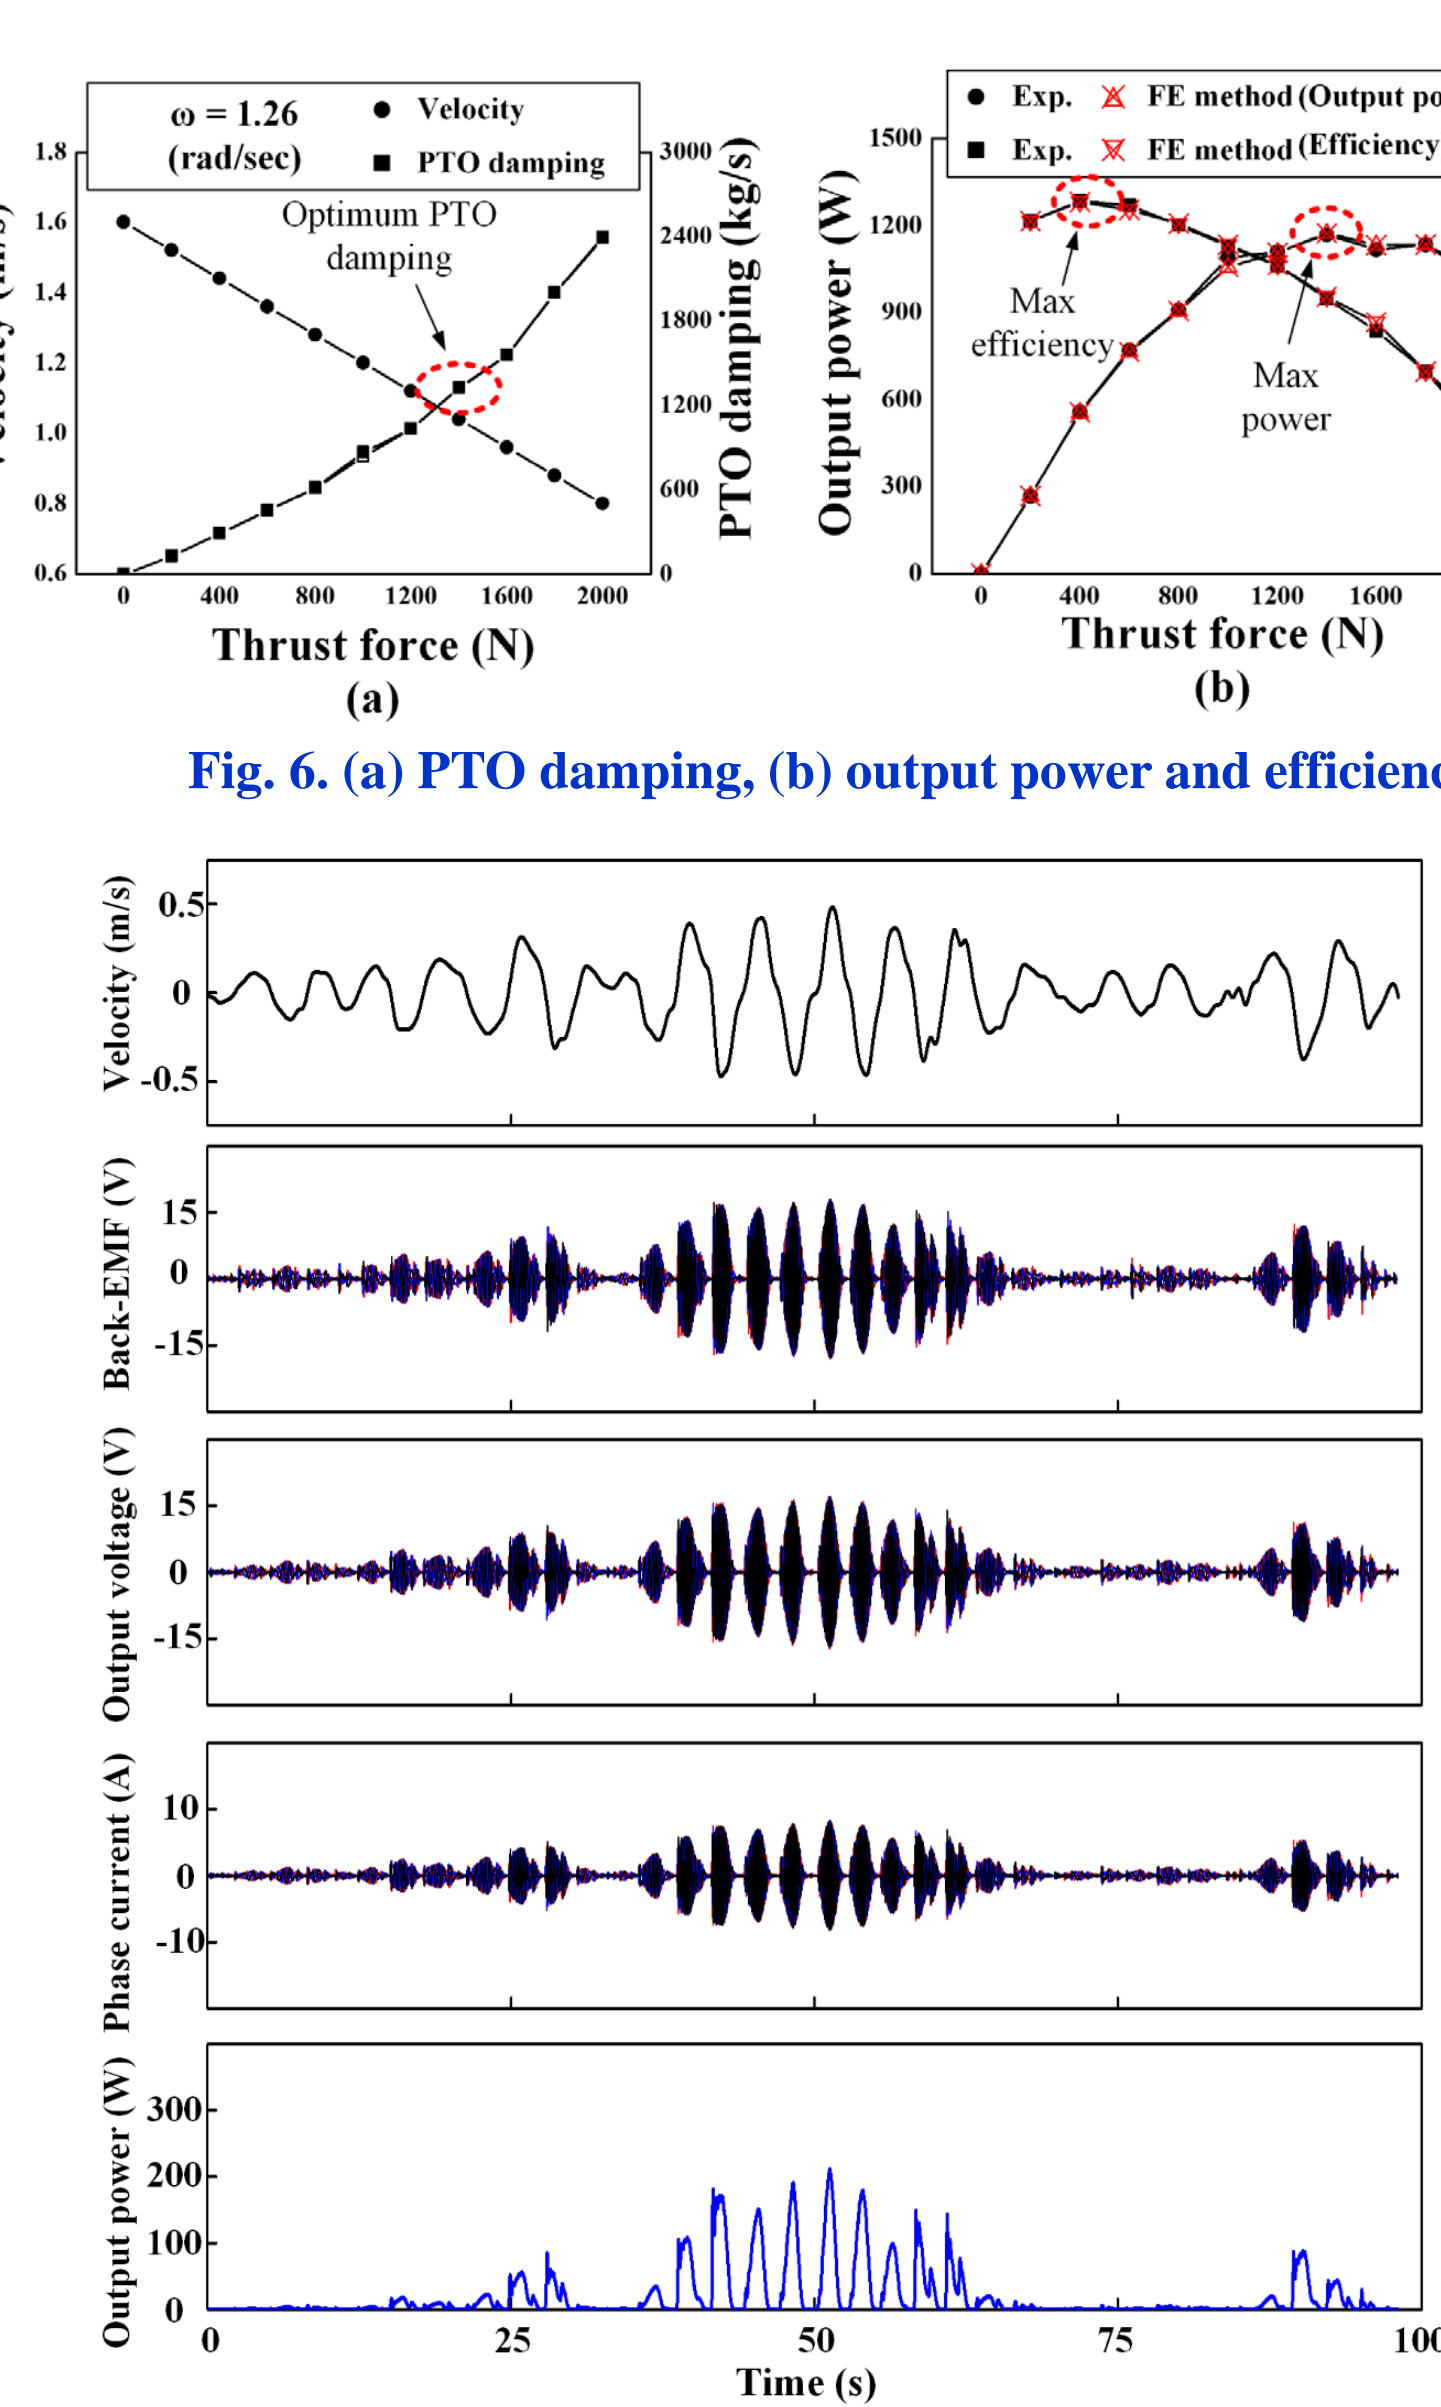 ω = 1.26
(rad/sec)
Velocity
PTO damping
Optimum PTO
damping
1.8
1.6
1.4
1.2
1.0
0.8
0.6
3000
2400
1800
1200
600
0
PTO damping (kg/s)
0 400 800 1200 1600 2000
Thrust force (N)
(a)
Exp. FE method (Output
Exp. FE method (Efficiency
Output power (W)
1500
1200
900
600
300
0
Max
efficiency
Max
power
0 400 800 1200 1600
Thrust force (N)
(b)
Fig. 6. (a) PTO damping, (b) output power and
Velocity (m/s)
0.5
0
-0.5
Back-EMF (V)
15
0
-15
Output voltage (V)
15
0
-15
Phase current (A)
10
0
-10
Output power (W)
300
200
100
0
0 25 50 75 100
Time (s)